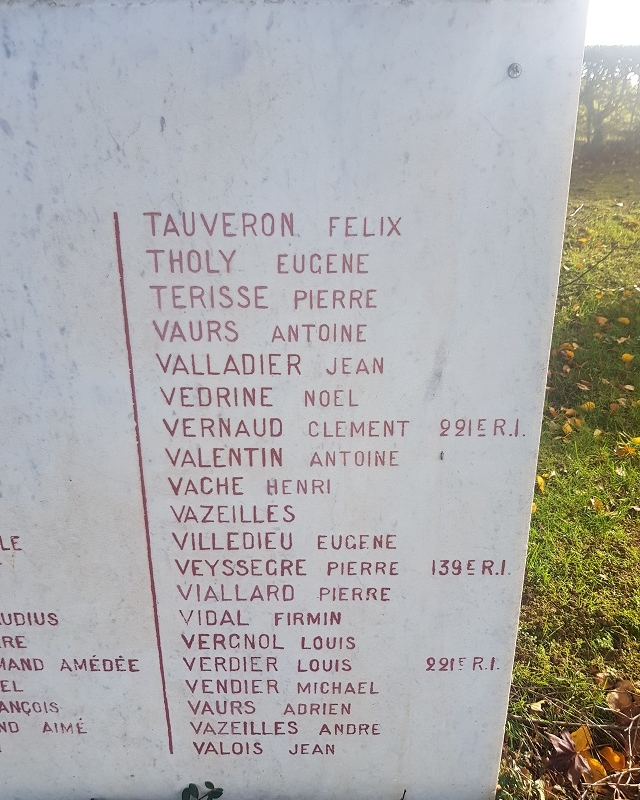 TAUVERON FELIX
THOLY EUGENE
TERISSE PIERRE
VAURS ANTOINE
VALLADIER JEAN
VEDRINE NOEL
VERNAUD CLEMENT 221E R.I.
VALENTIN ANTOINE
VACHE HENRI
VAZEILLES
VILLEDIEU EUGENE
VEYSSEGRE PIERRE 139E R.I.
VIALLARD PIERRE
VIDAL FIRMIN
VERGNOL LOUIS
VERDIER LOUIS 221E R.I.
VENDIER MICHAEL
VAURS ADRIEN
VAZEILLES ANDRE
VALOIS JEAN
AMÉDÉE
AIMÉ